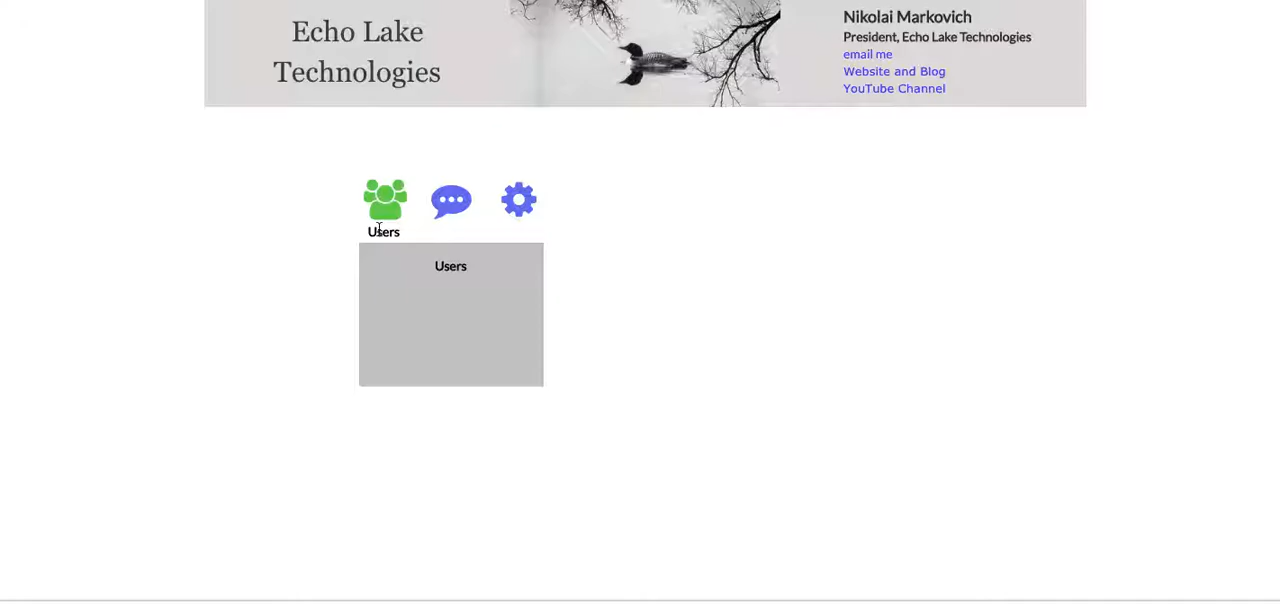 Echo Lake
Technologies
Nikolai Markovich
President, Echo Lake Technologies
email me
Website and Blog
YouTube Channel
Users
Users